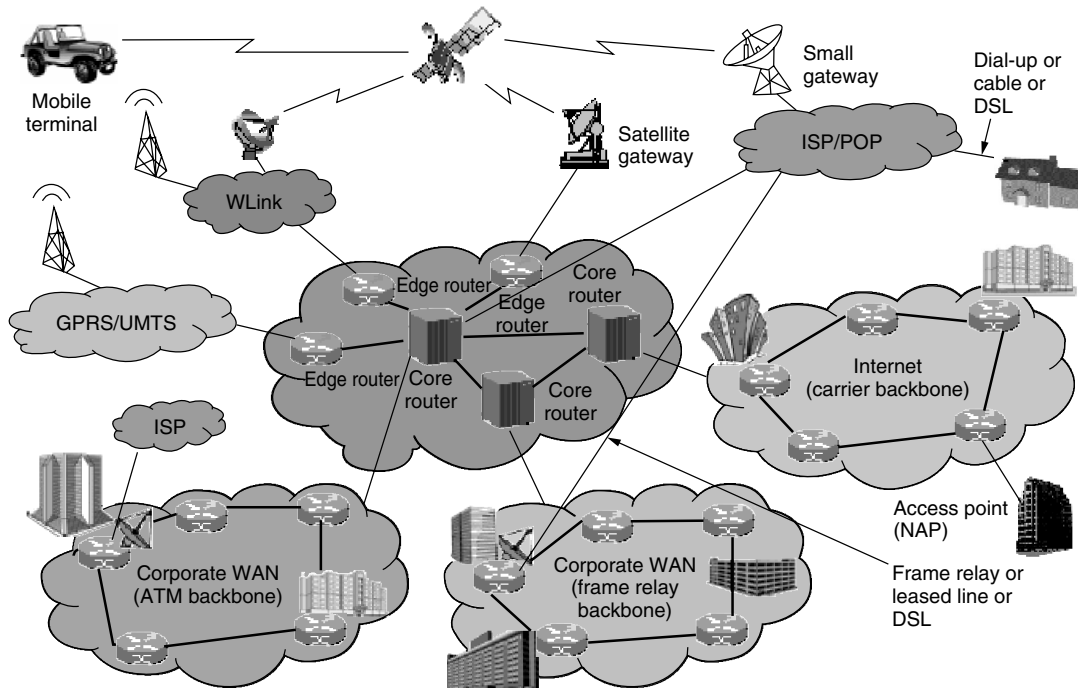 Mobile
terminal
Small
gateway
Dial-up or
cable or
DSL
Satellite
gateway
ISP/POP
WLink
GPRS/UMTS
Edge router
Edge
router
Core
router
Edge router
Core
router
Core
router
Internet
(carrier backbone)
ISP
Access point
(NAP)
Corporate WAN
(ATM backbone)
Corporate WAN
(frame relay
backbone)
Frame relay or
leased line or
DSL